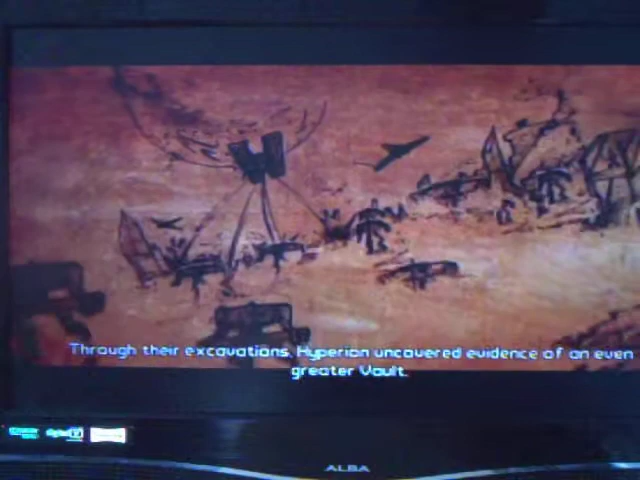 Through their excavations, Hyperion uncovered evidence of an even
greater Vault.
ALBA